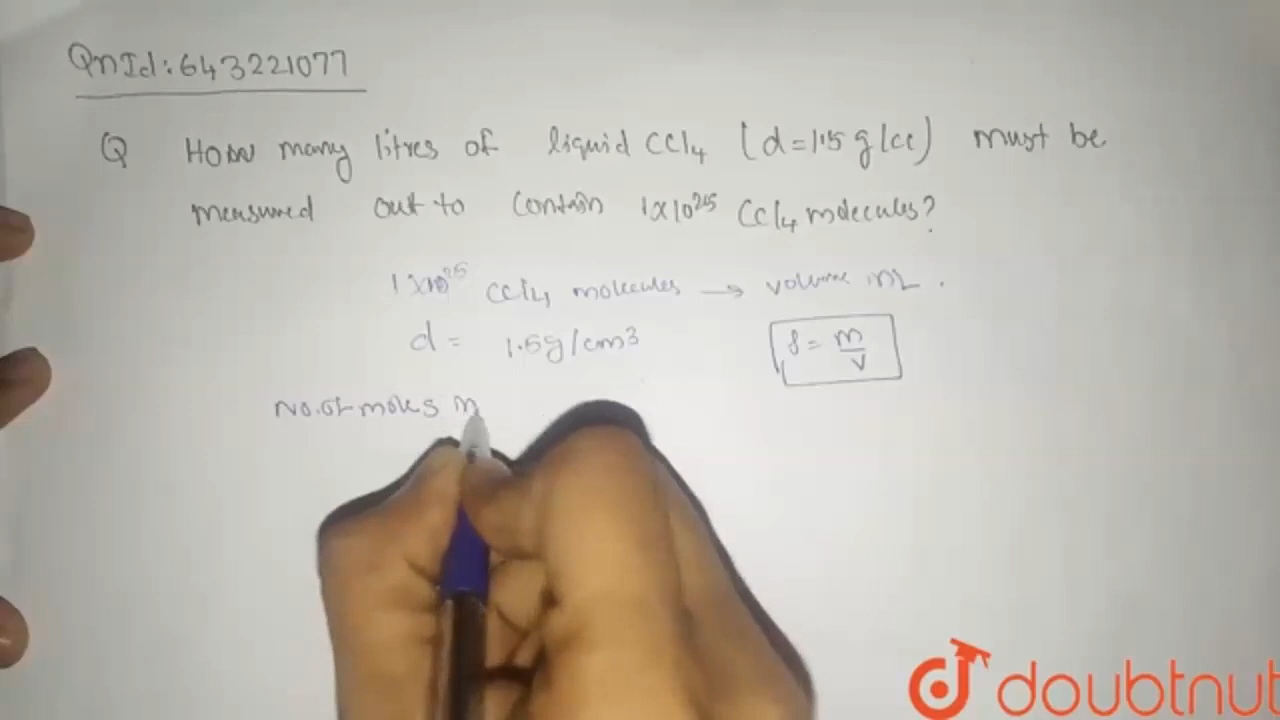 QnId:643221077
Q How many litres of liquid CCl4 (d=1.5 g/cc) must be
measured out to contain 1x10^25 CCl4 molecules?
1x10^25 CCl4 molecules → volume in L.
d = 1.5g/cm3
ρ = m/v
No.of moles n
doubtnut